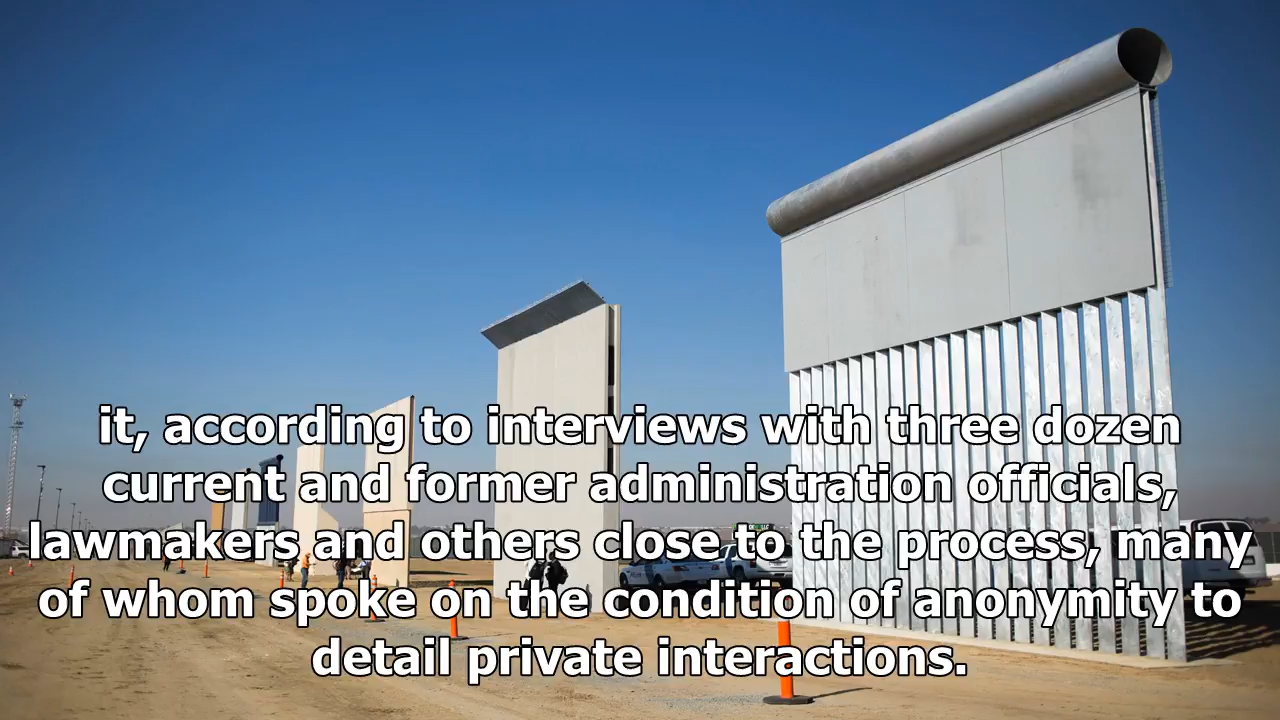 it, according to interviews with three dozen
current and former administration officials,
lawmakers and others close to the process, many
of whom spoke on the condition of anonymity to
detail private interactions.